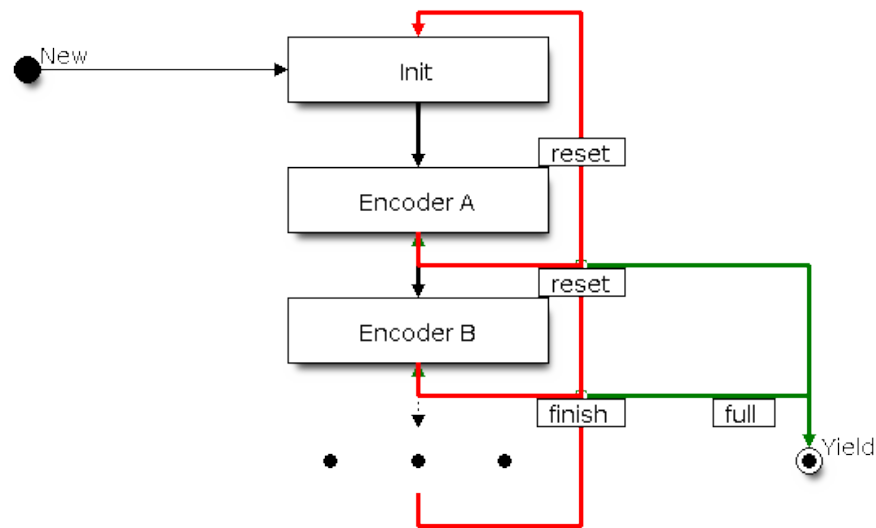 New
Init
reset
Encoder A
reset
Encoder B
finish
full
Yield